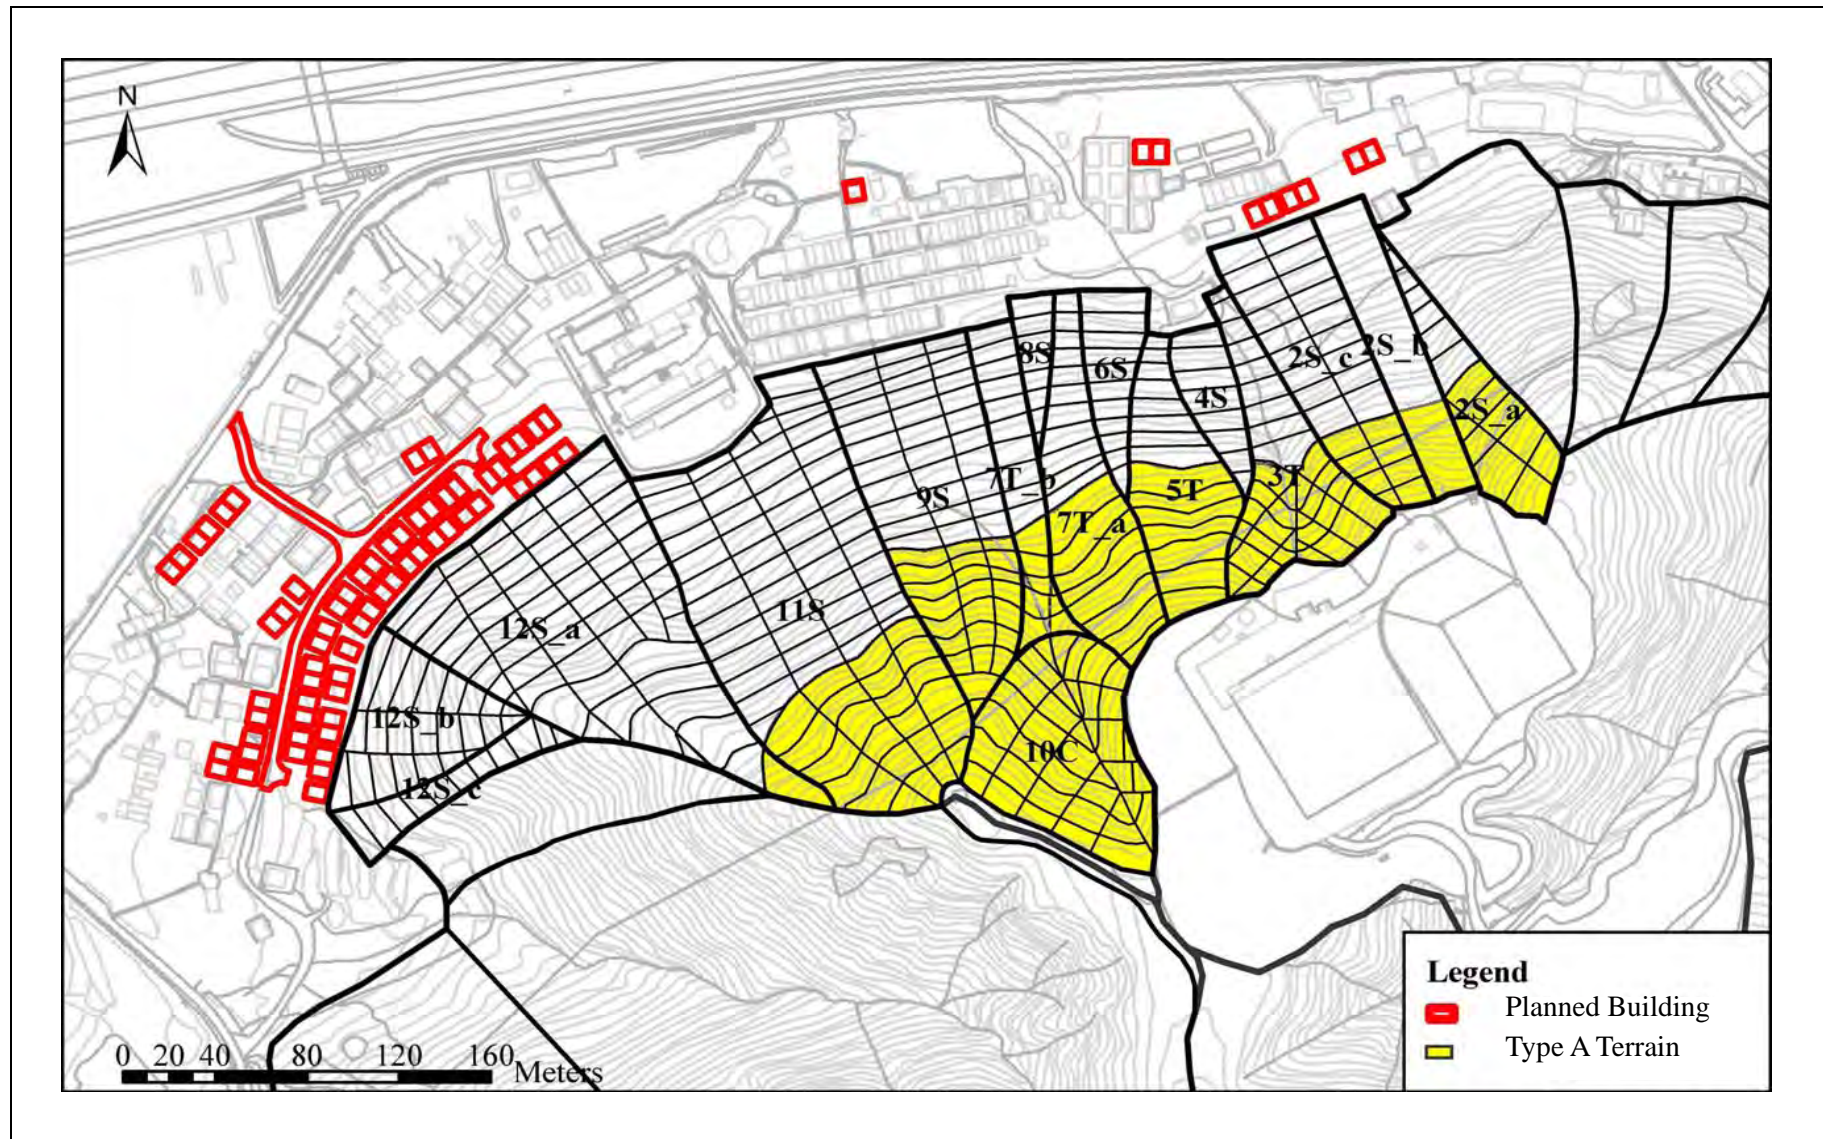 N
8S
6S
2S_c
2S_b
4S
2S_a
9S
7T_b
5T
3T
7T_a
12S_a
11S
12S_b
10C
12S_c
Legend
Planned Building
Type A Terrain
0 20 40 80 120 160 Meters